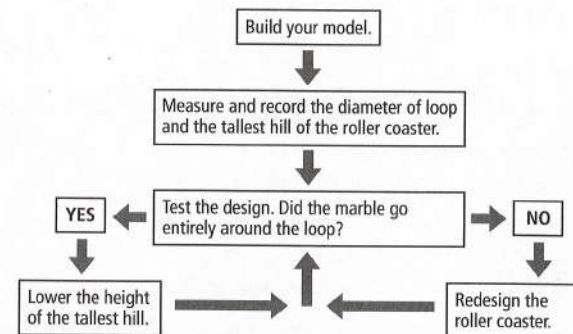 Build your model.
Measure and record the diameter of loop
and the tallest hill of the roller coaster.
Test the design. Did the marble go
entirely around the loop?
YES
NO
Lower the height
of the tallest hill.
Redesign the
roller coaster.